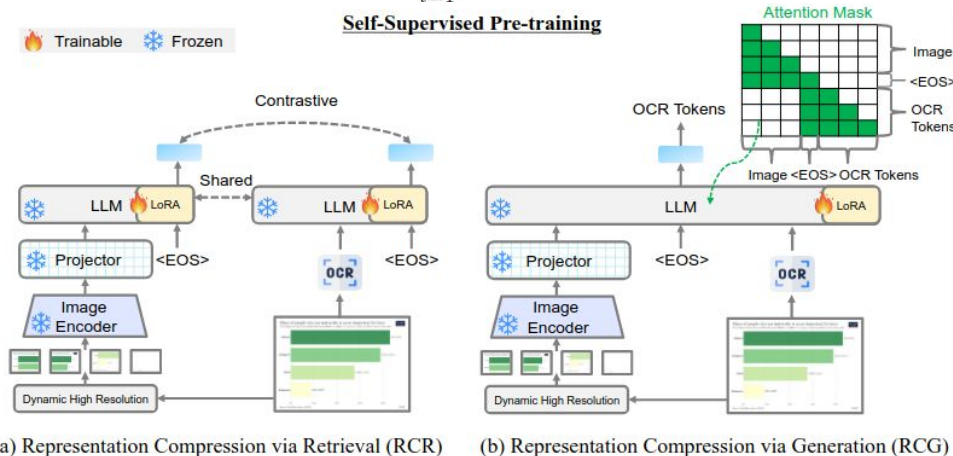 Self-Supervised Pre-training
Trainable
Frozen
Contrastive
Shared
LLM
LoRA
LLM
LoRA
Projector
<EOS>
OCR
<EOS>
Image
Encoder
Dynamic High Resolution
a) Representation Compression via Retrieval (RCR)
Attention Mask
Image
<EOS>
OCR
Tokens
Image <EOS> OCR Tokens
OCR Tokens
LLM
LoRA
Projector
<EOS>
OCR
Image
Encoder
Dynamic High Resolution
(b) Representation Compression via Generation (RCG)